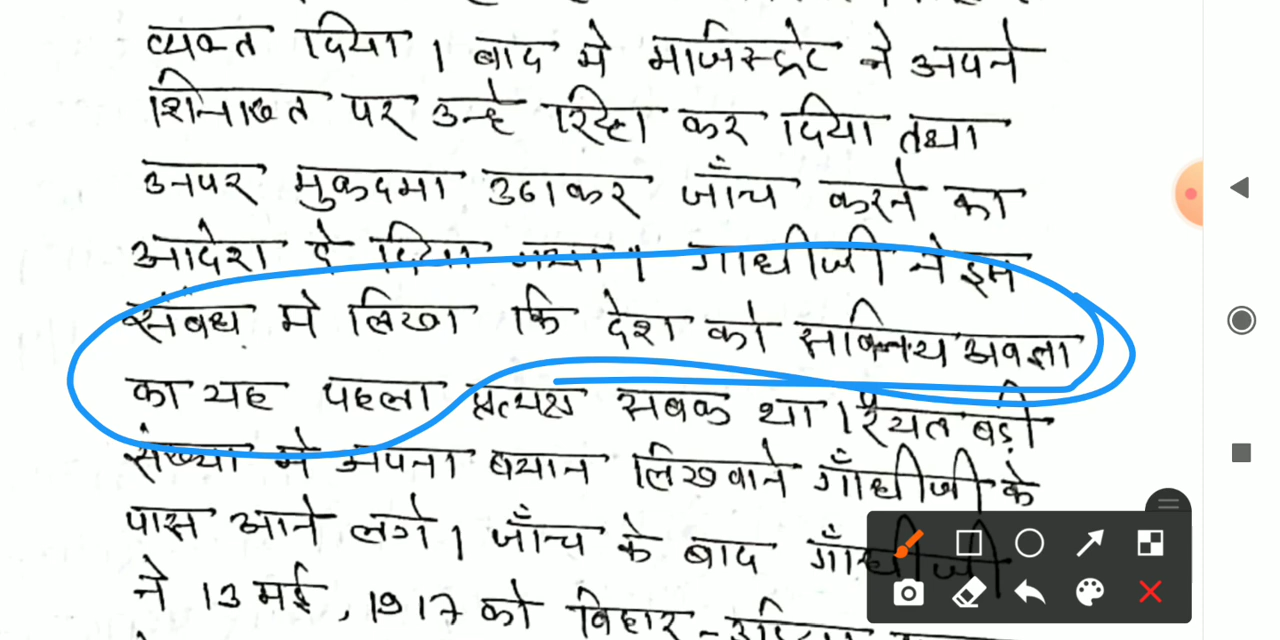 व्यक्त दिया। बाद मे मजिस्ट्रेट ने अपने
शिनाख्त पर उन्हे रिहा कर दिया तथा
उनपर मुकदमा उठाकर जाँच करने का
आदेश दे दिया गया। गाधीजी ने इस
संबंध मे लिखा कि देश को सविनय अवज्ञा
का यह पहला प्रत्यक्ष सबक था। रैयत बड़ी
संख्या मे अपना बयान लिखवाने गाँधीजी के
पास आने लगे। जाँच के बाद गाँधीजी
ने 13 मई, 1917 को बिहार -